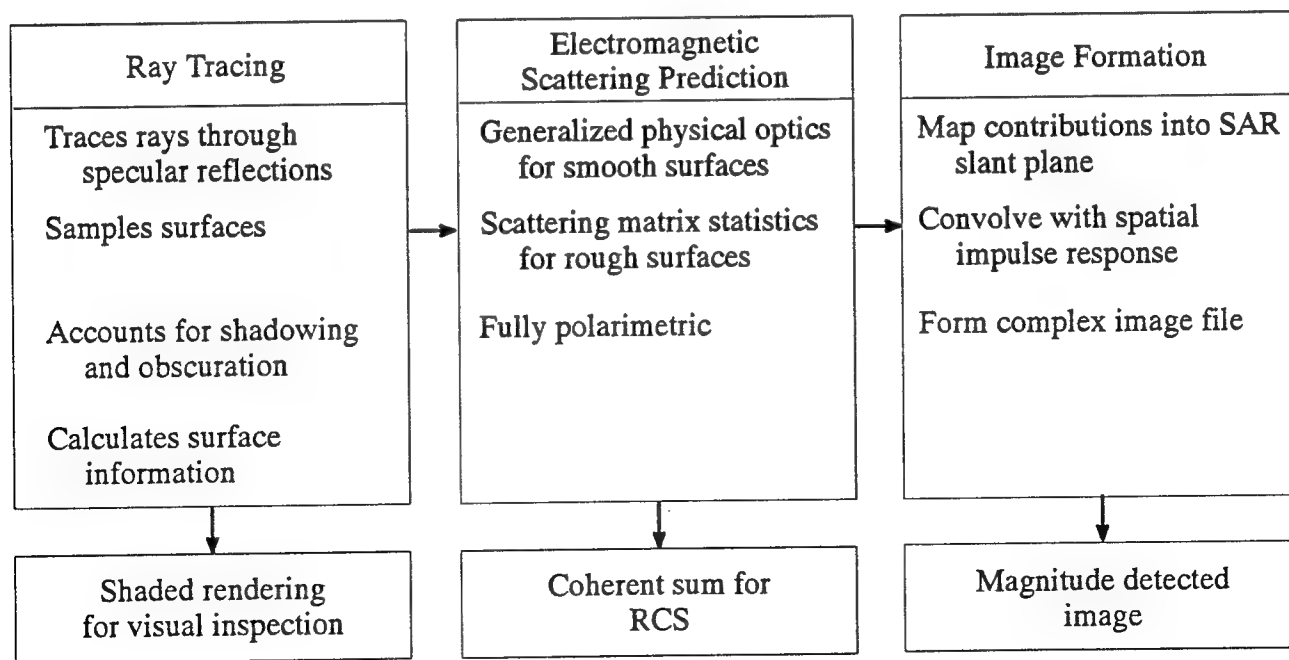 Ray Tracing
Traces rays through
specular reflections
Samples surfaces
Accounts for shadowing
and obscuration
Calculates surface
information
Shaded rendering
for visual inspection
Electromagnetic
Scattering Prediction
Generalized physical optics
for smooth surfaces
Scattering matrix statistics
for rough surfaces
Fully polarimetric
Coherent sum for
RCS
Image Formation
Map contributions into SAR
slant plane
Convolve with spatial
impulse response
Form complex image file
Magnitude detected
image